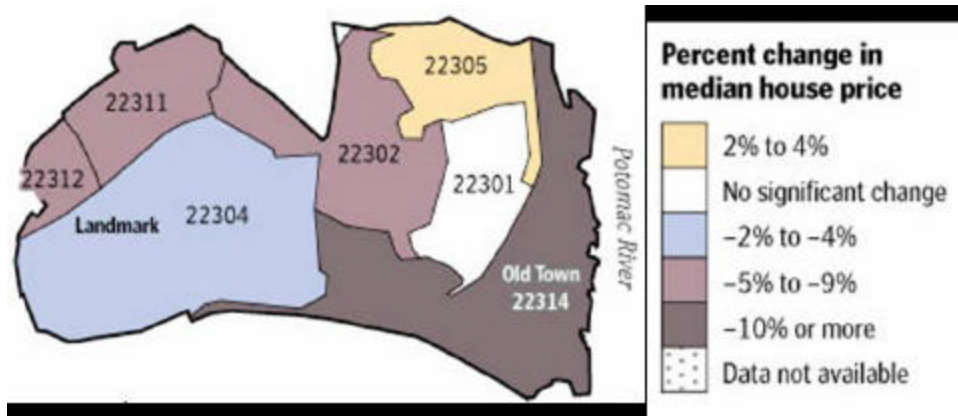 22305
22311
22302
22312
22301
Landmark
22304
Potomac River
Old Town
22314
Percent change in
median house price
2% to 4%
No significant change
–2% to –4%
–5% to –9%
–10% or more
Data not available